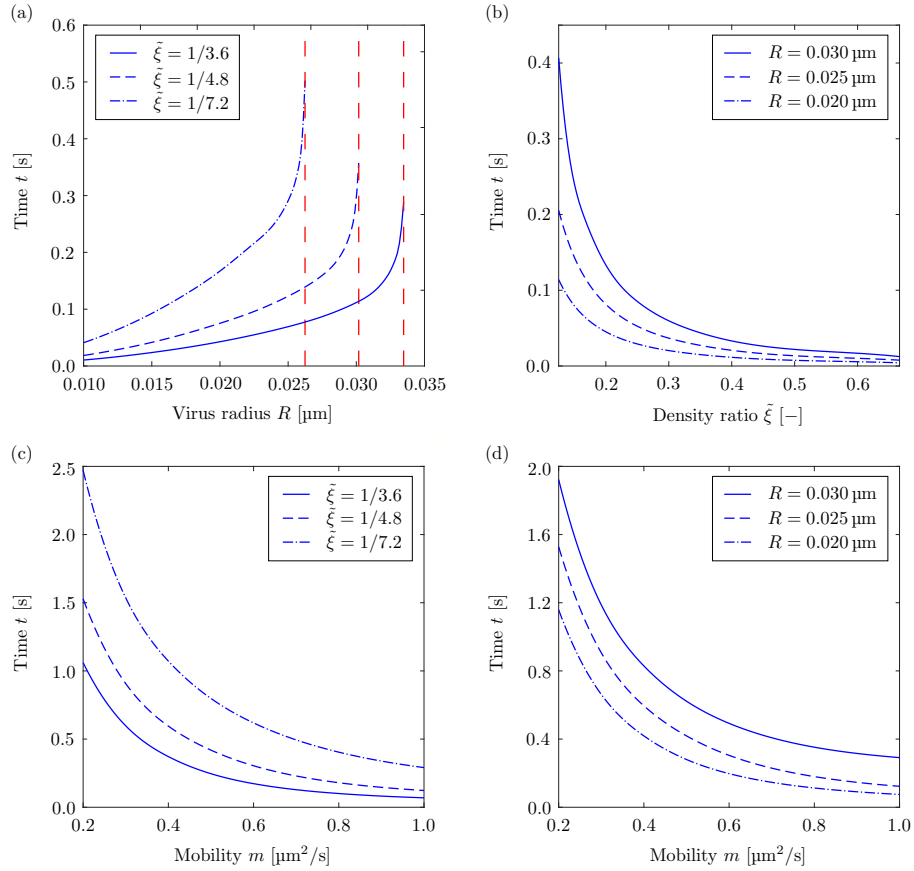 (a)
0.6
0.5
0.4
0.3
0.2
0.1
0.0
Time t [s]
ξ̃ = 1/3.6
ξ̃ = 1/4.8
ξ̃ = 1/7.2
0.010 0.015 0.020 0.025 0.030 0.035
Virus radius R [µm]
(b)
0.4
0.3
0.2
0.1
0.0
Time t [s]
R = 0.030 µm
R = 0.025 µm
R = 0.020 µm
0.2 0.3 0.4 0.5 0.6
Density ratio ξ̃ [−]
(c)
2.5
2.0
1.5
1.0
0.5
0.0
Time t [s]
ξ̃ = 1/3.6
ξ̃ = 1/4.8
ξ̃ = 1/7.2
0.2 0.4 0.6 0.8 1.0
Mobility m [µm²/s]
(d)
2.0
1.6
1.2
0.8
0.4
0.0
Time t [s]
R = 0.030 µm
R = 0.025 µm
R = 0.020 µm
0.2 0.4 0.6 0.8 1.0
Mobility m [µm²/s]